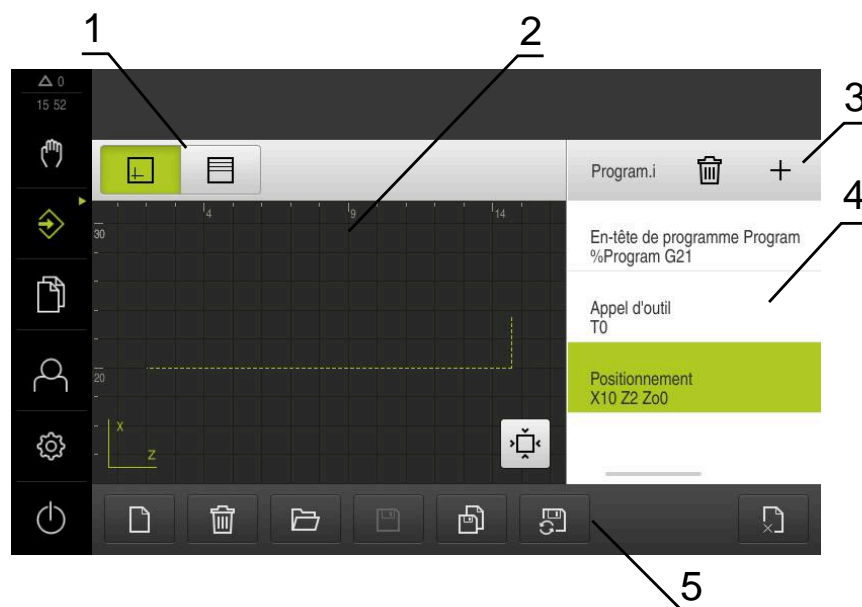 1
2
3
4
5
0
15 52
Program.i
4
9
14
30
20
X
Z
En-tête de programme Program
%Program G21
Appel d'outil
T0
Positionnement
X10 Z2 Zo0